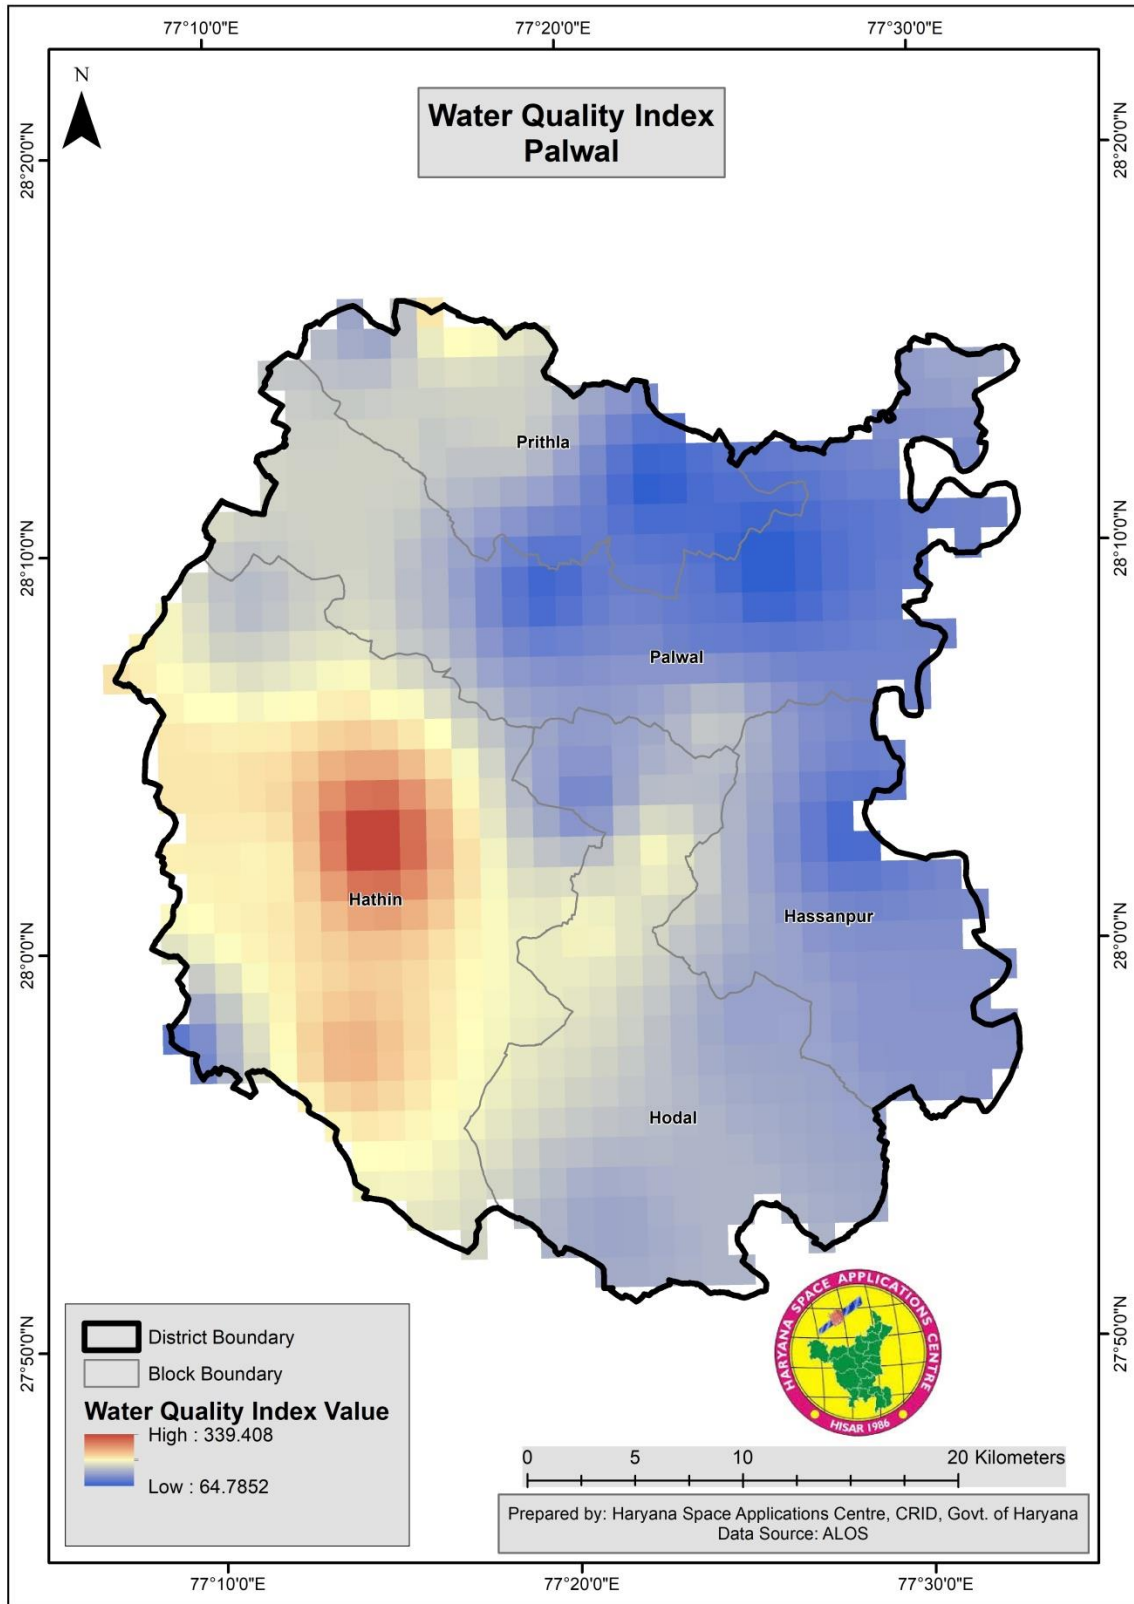 77°10'0"E
77°20'0"E
77°30'0"E
N
Water Quality Index
Palwal
28°20'0"N
28°20'0"N
Prithla
28°10'0"N
28°10'0"N
Palwal
Hathin
Hassanpur
28°0'0"N
28°0'0"N
Hodal
HARYANA SPACE APPLICATIONS CENTRE
HISAR 1986
27°50'0"N
27°50'0"N
District Boundary
Block Boundary
Water Quality Index Value
High : 339.408
Low : 64.7852
0 5 10 20 Kilometers
Prepared by: Haryana Space Applications Centre, CRID, Govt. of Haryana
Data Source: ALOS
77°10'0"E
77°20'0"E
77°30'0"E